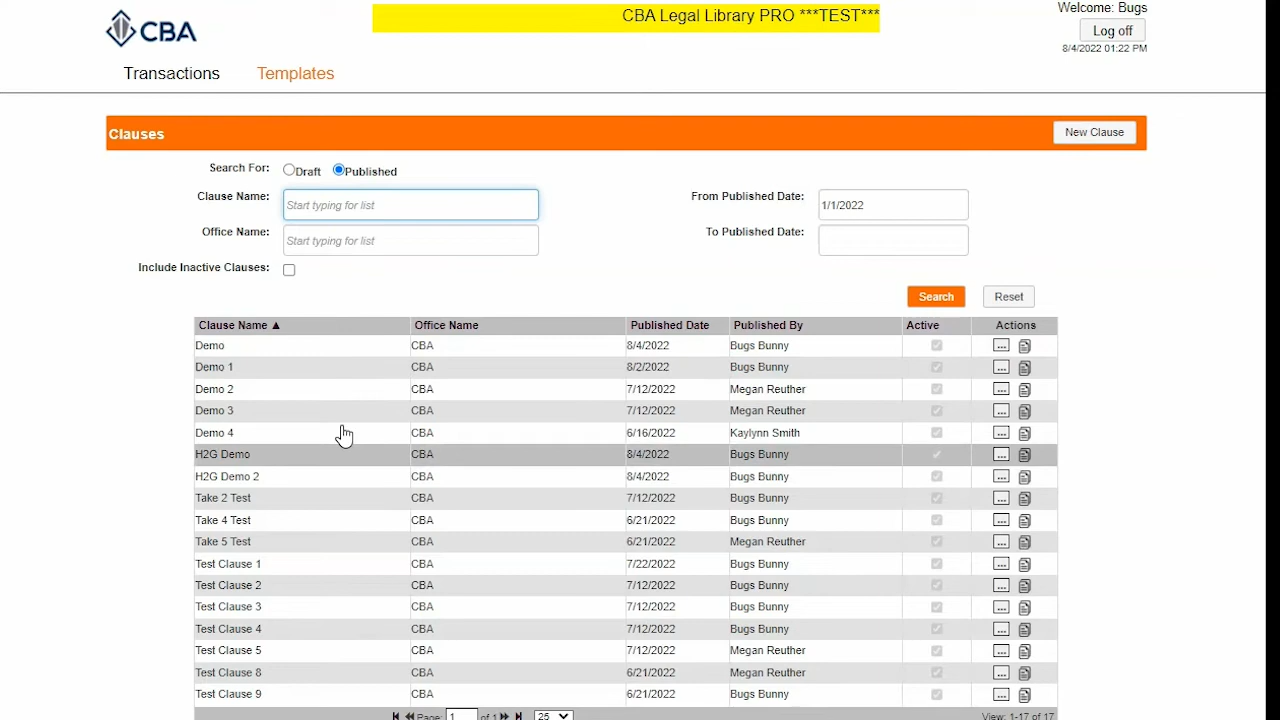 CBA
CBA Legal Library PRO ***TEST***
Welcome: Bugs
Log off
8/4/2022 01:22 PM
Transactions Templates
Clauses New Clause
Search For: Draft Published
Clause Name: Start typing for list From Published Date: 1/1/2022
Office Name: Start typing for list To Published Date:
Include Inactive Clauses:
Search Reset
Clause Name ▲ Office Name Published Date Published By Active Actions
Demo CBA 8/4/2022 Bugs Bunny ...
Demo 1 CBA 8/2/2022 Bugs Bunny ...
Demo 2 CBA 7/12/2022 Megan Reuther ...
Demo 3 CBA 7/12/2022 Megan Reuther ...
Demo 4 CBA 6/16/2022 Kaylynn Smith ...
H2G Demo CBA 8/4/2022 Bugs Bunny ...
H2G Demo 2 CBA 8/4/2022 Bugs Bunny ...
Take 2 Test CBA 7/12/2022 Bugs Bunny ...
Take 4 Test CBA 6/21/2022 Bugs Bunny ...
Take 5 Test CBA 6/21/2022 Megan Reuther ...
Test Clause 1 CBA 7/22/2022 Bugs Bunny ...
Test Clause 2 CBA 7/12/2022 Bugs Bunny ...
Test Clause 3 CBA 7/12/2022 Bugs Bunny ...
Test Clause 4 CBA 7/12/2022 Bugs Bunny ...
Test Clause 5 CBA 7/12/2022 Megan Reuther ...
Test Clause 8 CBA 6/21/2022 Megan Reuther ...
Test Clause 9 CBA 6/21/2022 Bugs Bunny ...
Page: 1 of 1 25 View: 1-17 of 17